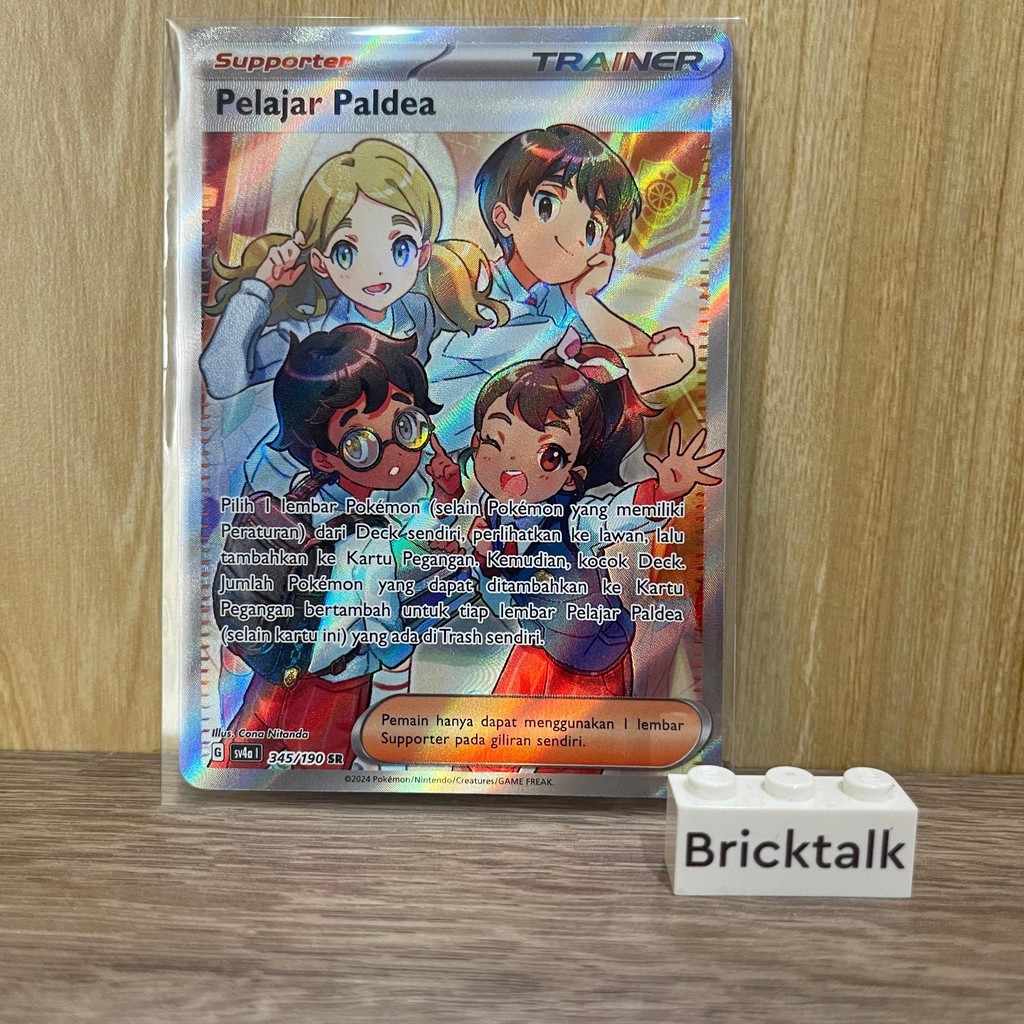 Supporter TRAINER
Pelajar Paldea
Pilih 1 lembar Pokémon (selain Pokémon yang memiliki
Peraturan) dari Deck sendiri, perlihatkan ke lawan, lalu
tambahkan ke Kartu Pegangan. Kemudian, kocok Deck.
Jumlah Pokémon yang dapat ditambahkan ke Kartu
Pegangan bertambah untuk tiap lembar Pelajar Paldea
(selain kartu ini) yang ada di Trash sendiri.
Pemain hanya dapat menggunakan 1 lembar
Supporter pada giliran sendiri.
Illus. Cona Nitanda
G sv4a I 345/190 SR
©2024 Pokémon/Nintendo/Creatures/GAME FREAK.
Bricktalk